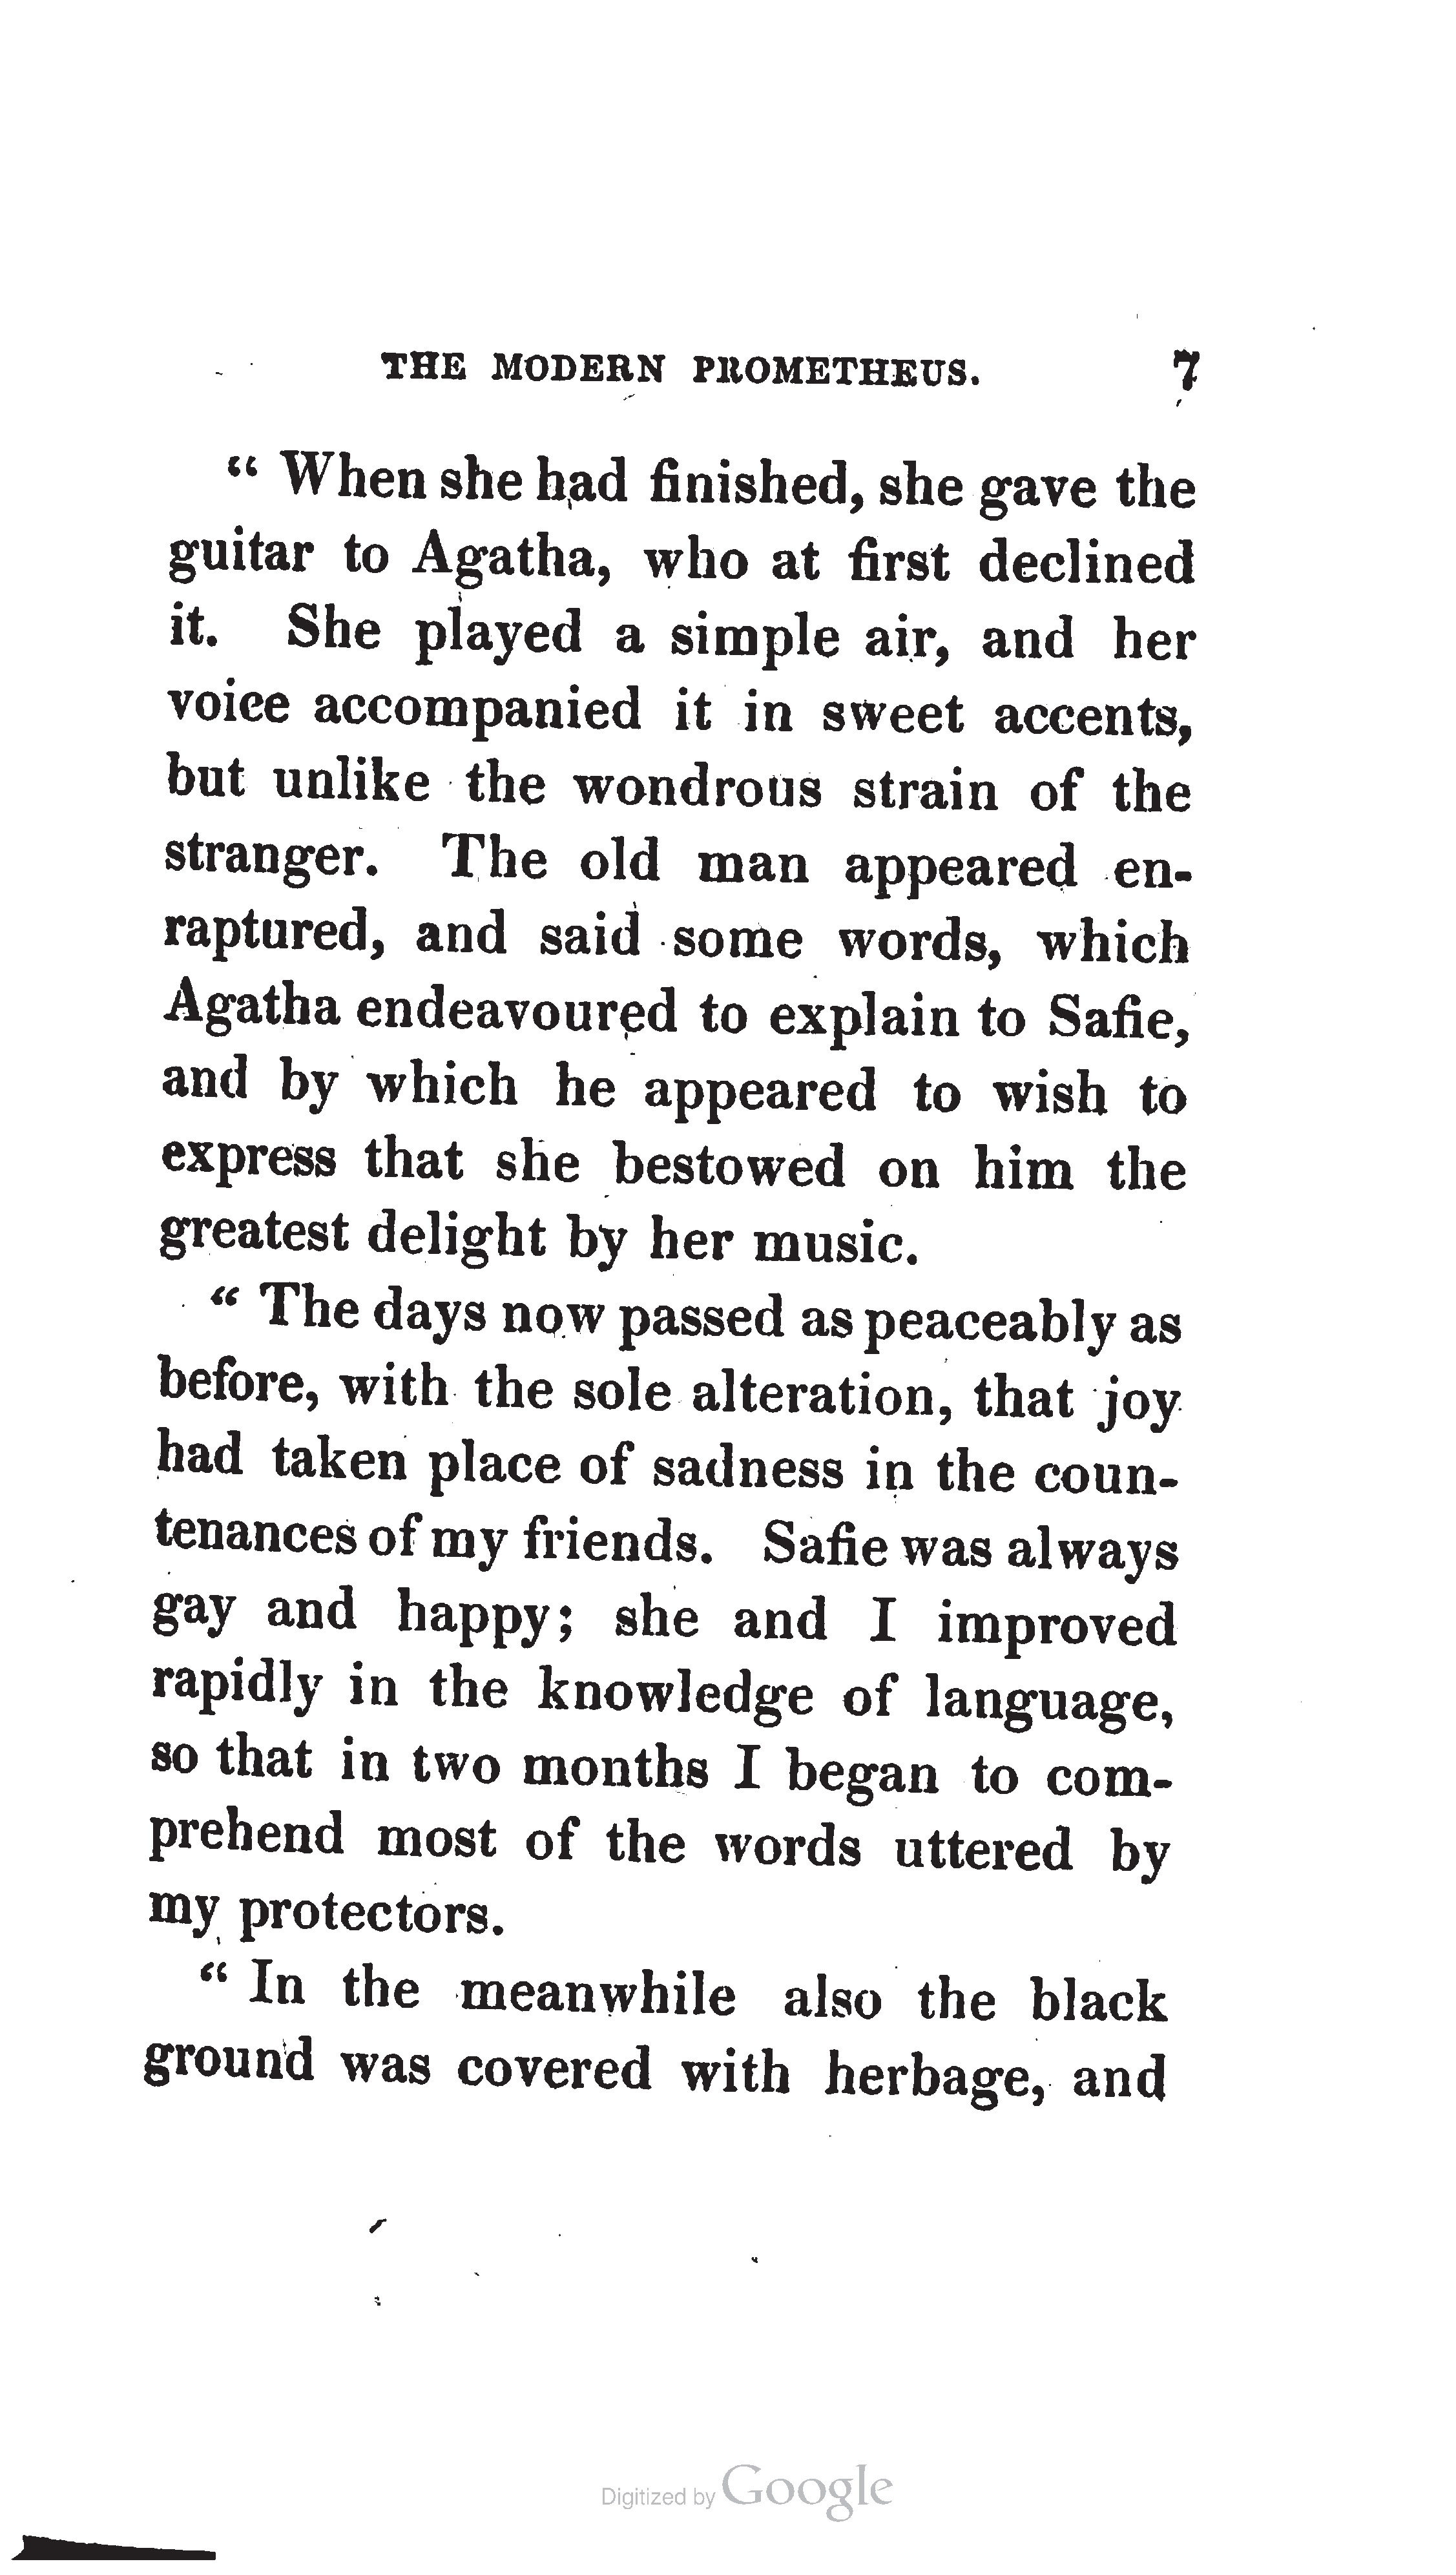 THE MODERN PROMETHEUS. 7
“ When she had finished, she gave the
guitar to Agatha, who at first declined
it. She played a simple air, and her
voice accompanied it in sweet accents,
but unlike the wondrous strain of the
stranger. The old man appeared en-
raptured, and said some words, which
Agatha endeavoured to explain to Safie,
and by which he appeared to wish to
express that she bestowed on him the
greatest delight by her music.
“ The days now passed as peaceably as
before, with the sole alteration, that joy
had taken place of sadness in the coun-
tenances of my friends. Safie was always
gay and happy; she and I improved
rapidly in the knowledge of language,
so that in two months I began to com-
prehend most of the words uttered by
my protectors.
“ In the meanwhile also the black
ground was covered with herbage, and
Digitized by Google